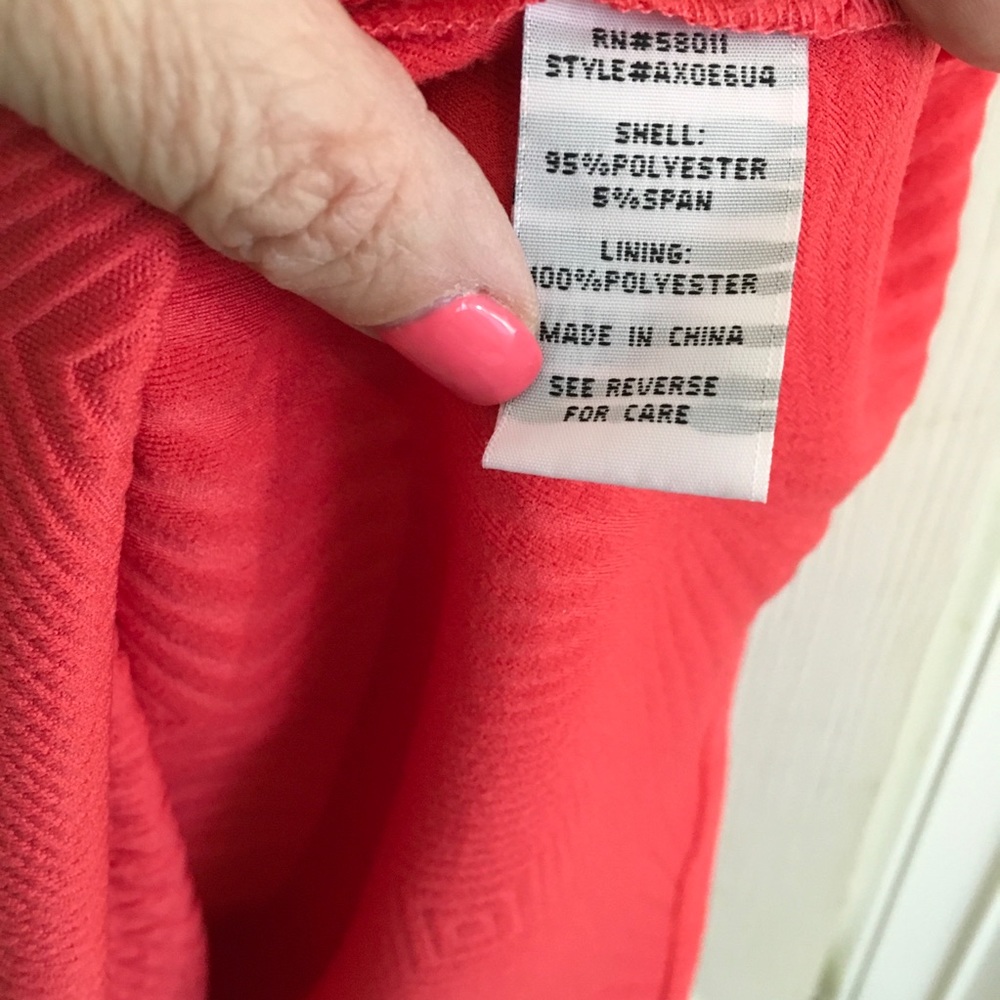 RN#58011
STYLE#AX0E6U4
SHELL:
95%POLYESTER
5%SPAN
LINING:
100%POLYESTER
MADE IN CHINA
SEE REVERSE
FOR CARE